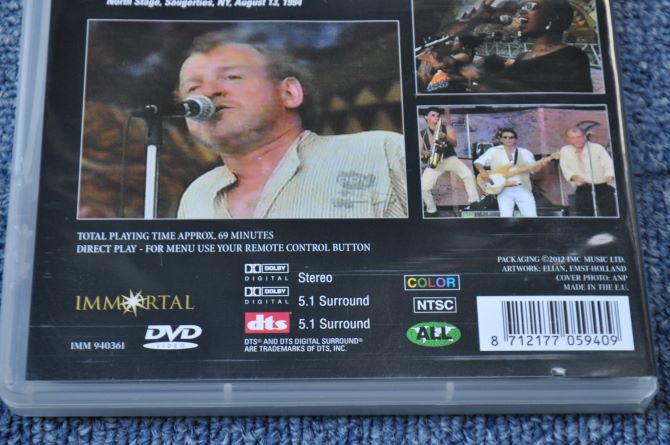 North Stage, Saugerties, NY, August 13, 1994
TOTAL PLAYING TIME APPROX. 69 MINUTES
DIRECT PLAY - FOR MENU USE YOUR REMOTE CONTROL BUTTON
PACKAGING ©2012 IMC MUSIC LTD.
ARTWORK: ELIAN, EMST-HOLLAND
COVER PHOTO: ANP
MADE IN THE E.U.
IMMORTAL
DVD
VIDEO
IMM 940361
DOLBY
DIGITAL
Stereo
DOLBY
DIGITAL
5.1 Surround
dts
5.1 Surround
DTS® AND DTS DIGITAL SURROUND®
ARE TRADEMARKS OF DTS, INC.
COLOR
NTSC
ALL
8 712177 059409